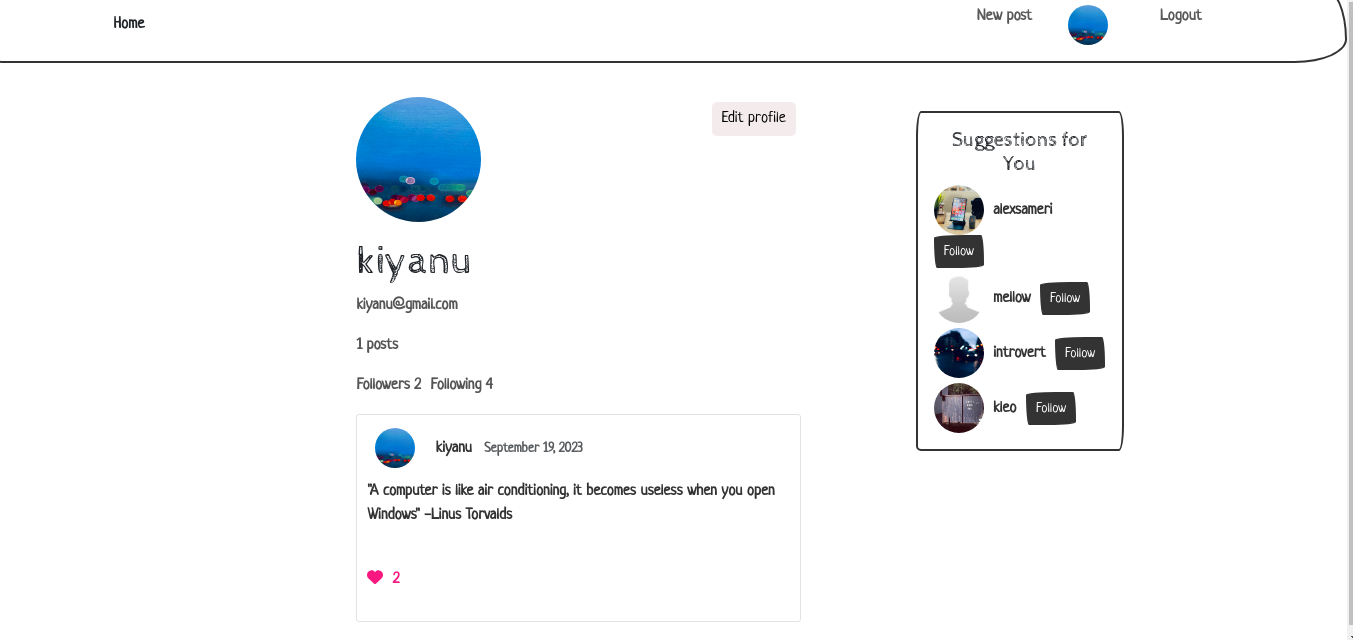 Home
New post
Logout
Edit profile
kiyanu
kiyanu@gmail.com
1 posts
Followers 2 Following 4
kiyanu September 19, 2023
"A computer is like air conditioning, it becomes useless when you open
Windows" -Linus Torvalds
2
Suggestions for
You
alexsameri
Follow
mellow Follow
introvert Follow
kleo Follow